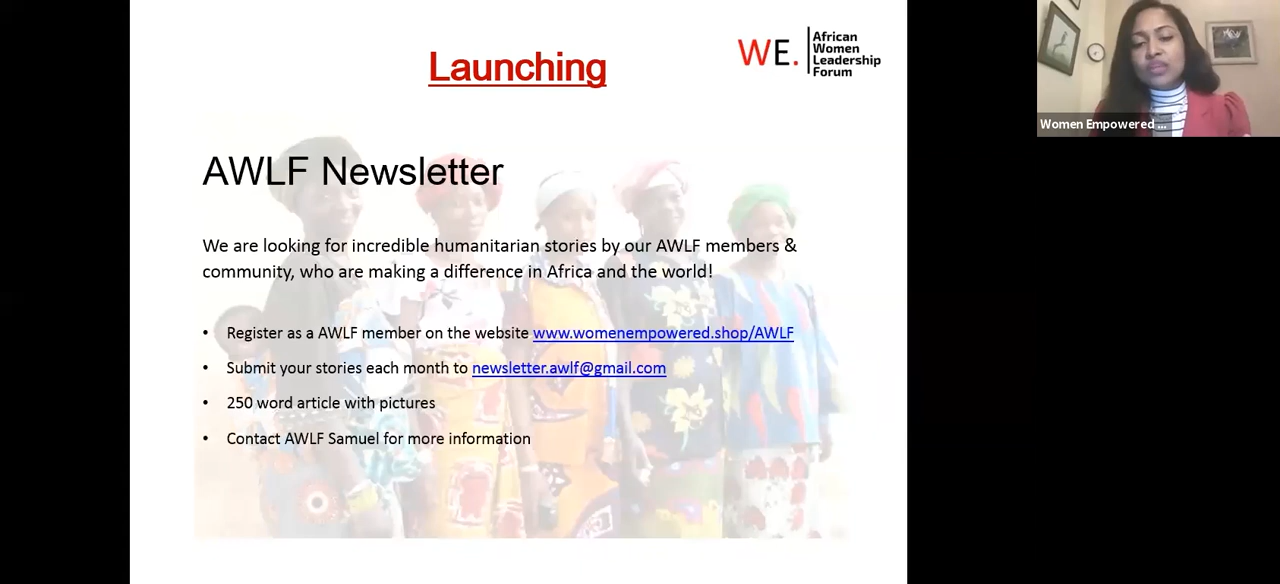 Launching
WE.
African
Women
Leadership
Forum
Women Empowered ...
AWLF Newsletter
We are looking for incredible humanitarian stories by our AWLF members &
community, who are making a difference in Africa and the world!
• Register as a AWLF member on the website www.womenempowered.shop/AWLF
• Submit your stories each month to newsletter.awlf@gmail.com
• 250 word article with pictures
• Contact AWLF Samuel for more information